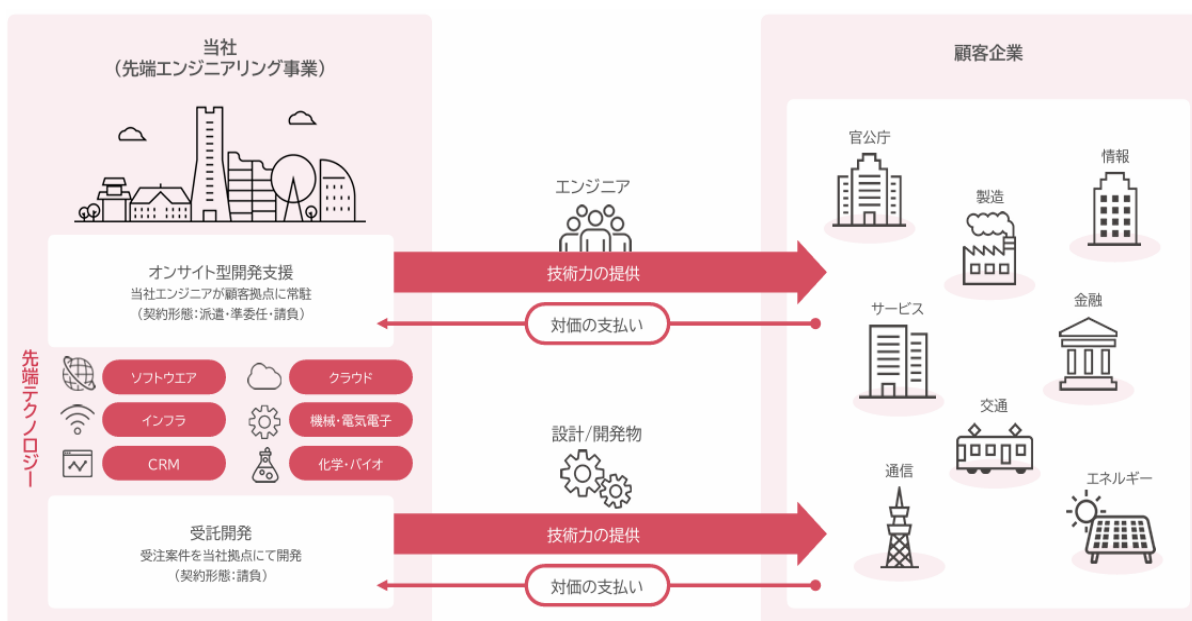 当社
（先端エンジニアリング事業）
オンサイト型開発支援
当社エンジニアが顧客拠点に常駐
（契約形態：派遣・準委任・請負）
先端テクノロジー
ソフトウエア
クラウド
インフラ
機械・電気電子
CRM
化学・バイオ
受託開発
受注案件を当社拠点にて開発
（契約形態：請負）
エンジニア
技術力の提供
対価の支払い
設計/開発物
技術力の提供
対価の支払い
顧客企業
官公庁
情報
製造
サービス
金融
交通
通信
エネルギー